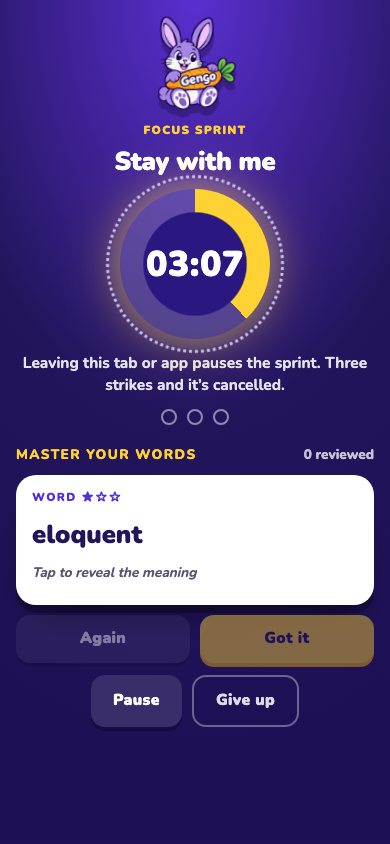 Gengo
FOCUS SPRINT
Stay with me
03:07
Leaving this tab or app pauses the sprint. Three
strikes and it's cancelled.
MASTER YOUR WORDS
0 reviewed
WORD ★☆☆
eloquent
Tap to reveal the meaning
Again
Got it
Pause
Give up